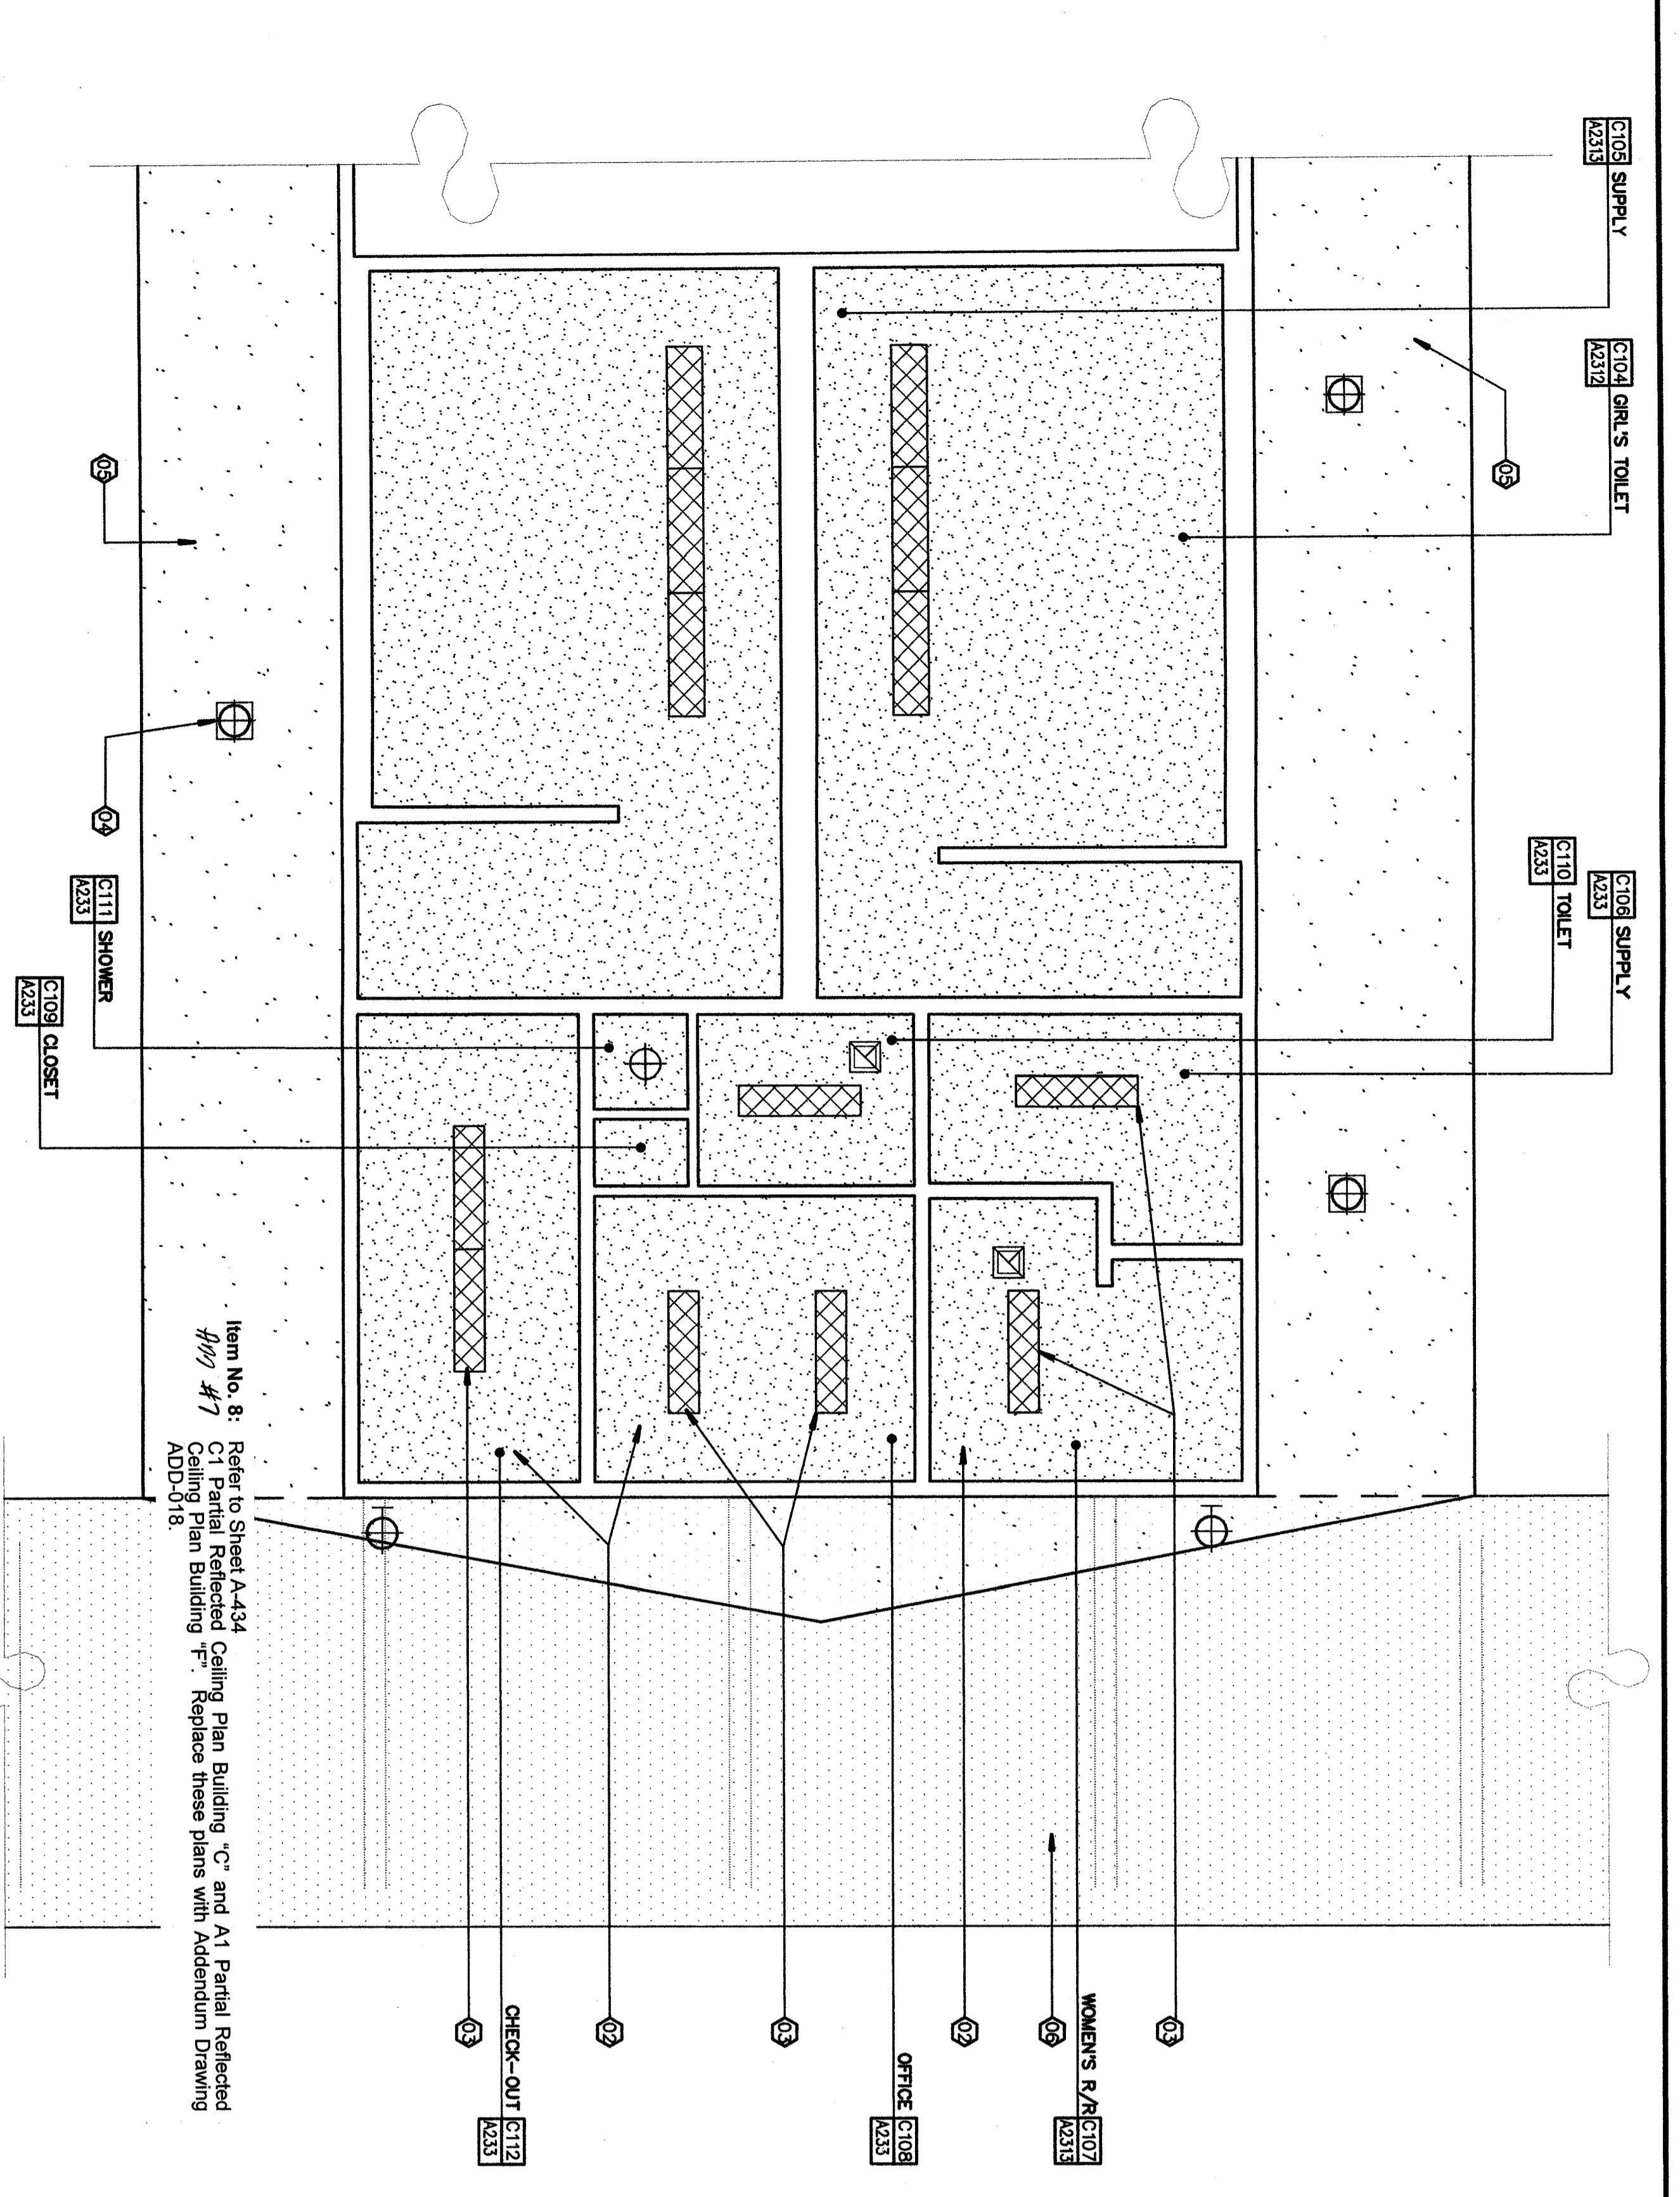 C105 SUPPLY
A2313
C104 GIRL'S TOILET
A2312
05
C106 SUPPLY
A233
C110 TOILET
A233
05
04
C111 SHOWER
A233
C109 CLOSET
A233
03
WOMEN'S R/R C107
A2313
06
02
OFFICE C108
A233
03
02
CHECK-OUT C112
A233
03
Item No. 8: Refer to Sheet A-434
#7 C1 Partial Reflected Ceiling Plan Building “C” and A1 Partial Reflected
Ceiling Plan Building “F”. Replace these plans with Addendum Drawing
ADD-018.